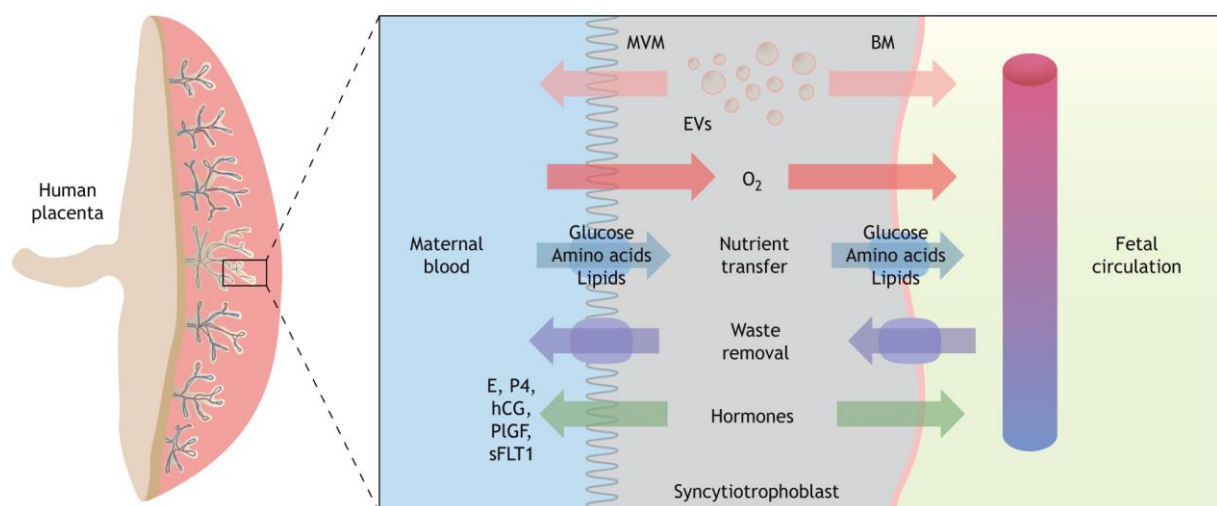 Human
placenta
MVM
BM
EVs
O₂
Maternal
blood
Glucose
Amino acids
Lipids
Nutrient
transfer
Glucose
Amino acids
Lipids
Fetal
circulation
Waste
removal
E, P4,
hCG,
PlGF,
sFLT1
Hormones
Syncytiotrophoblast